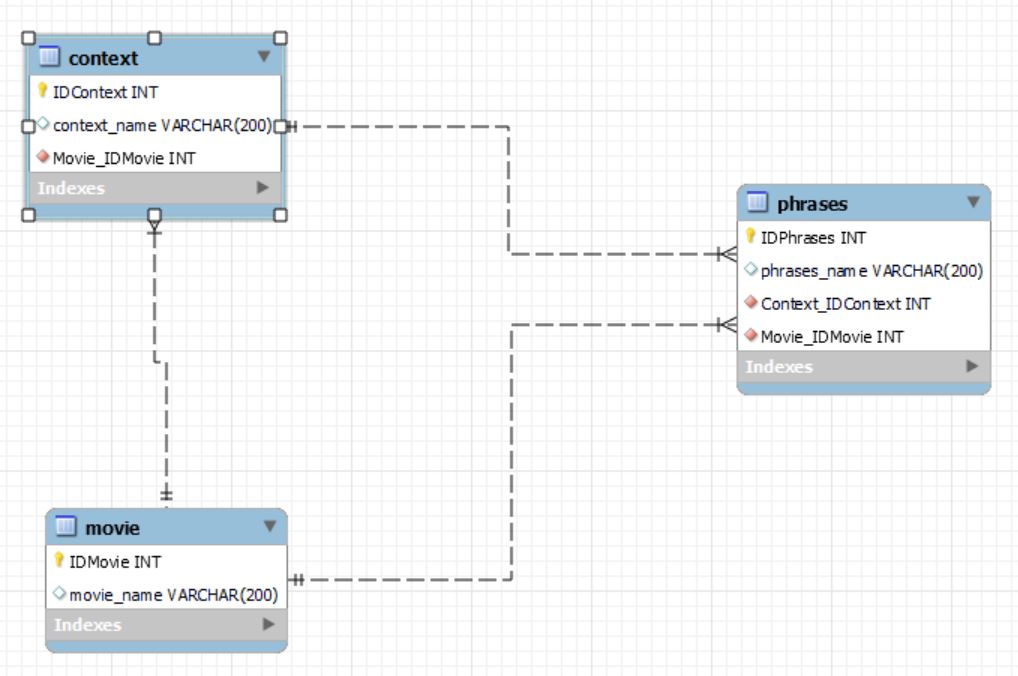 context
IDContext INT
context_name VARCHAR(200)
Movie_IDMovie INT
Indexes
phrases
IDPhrases INT
phrases_name VARCHAR(200)
Context_IDContext INT
Movie_IDMovie INT
Indexes
movie
IDMovie INT
movie_name VARCHAR(200)
Indexes